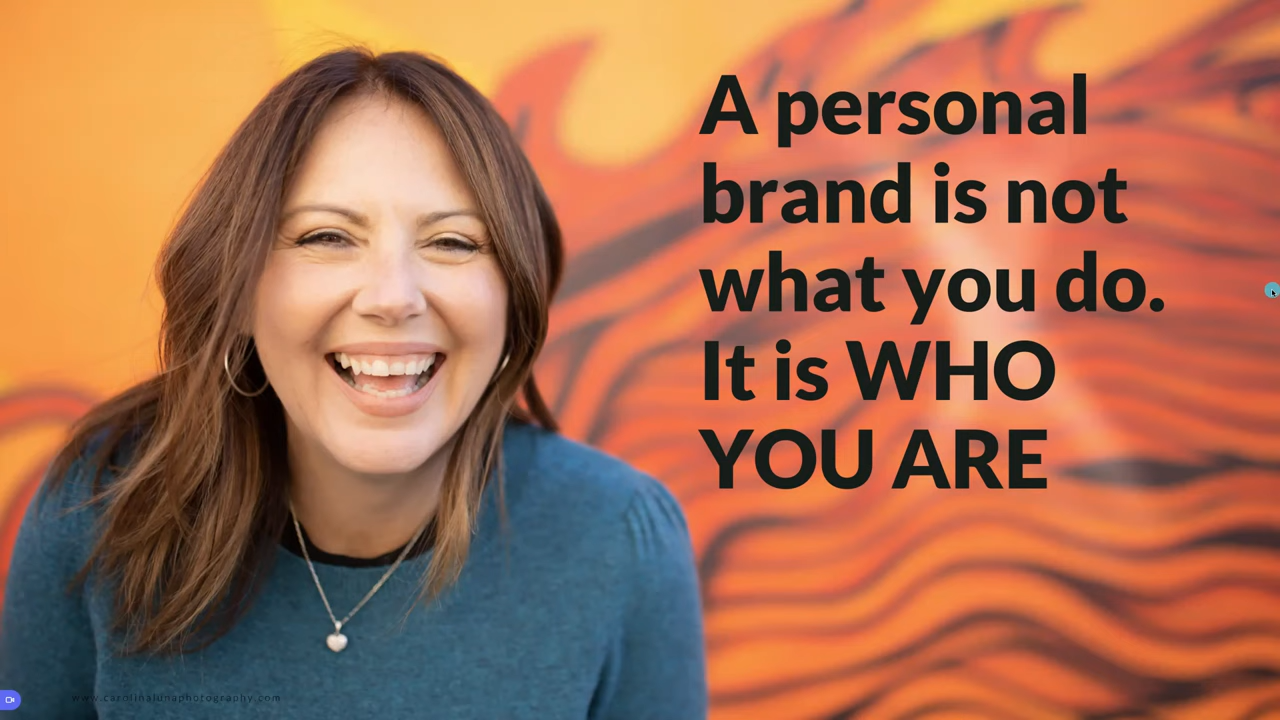 A personal
brand is not
what you do.
It is WHO
YOU ARE
www.carolinalunaphotography.com